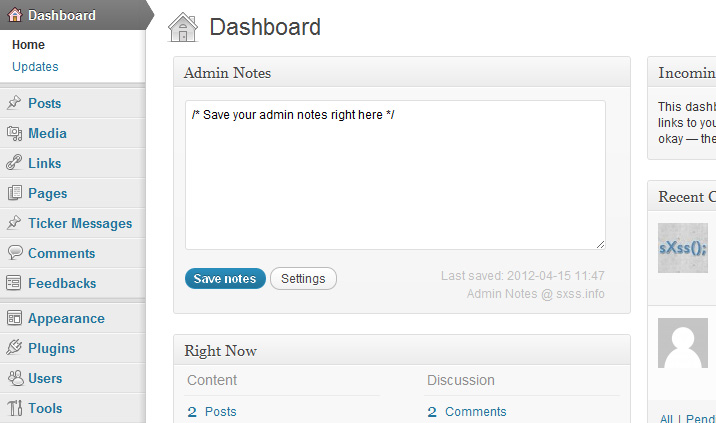 Dashboard
Home
Updates
Posts
Media
Links
Pages
Ticker Messages
Comments
Feedbacks
Appearance
Plugins
Users
Tools
Dashboard
Admin Notes
/* Save your admin notes right here */
Save notes
Settings
Last saved: 2012-04-15 11:47
Admin Notes @ sxss.info
Right Now
Content
Discussion
2 Posts
2 Comments
Incomin
This dashb
links to you
okay — the
Recent C
sXss();
All | Pend